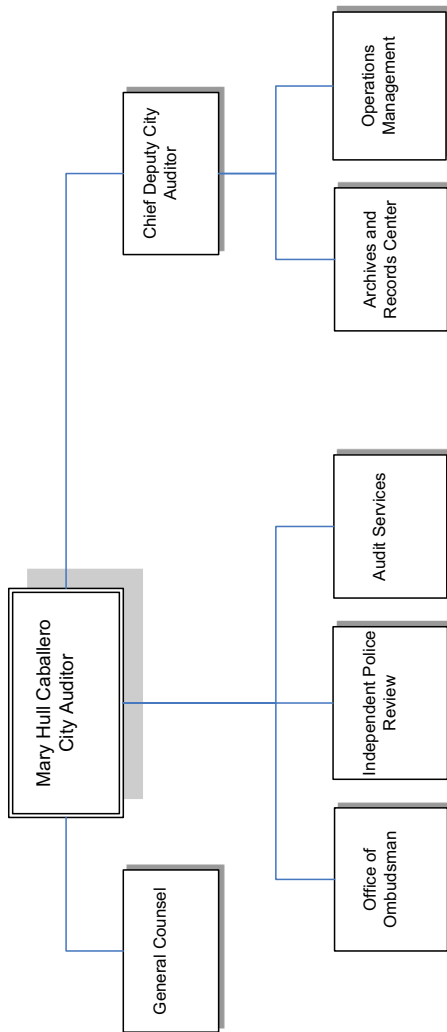 Mary Hull Caballero
City Auditor
General Counsel
Chief Deputy City
Auditor
Office of
Ombudsman
Independent Police
Review
Audit Services
Archives and
Records Center
Operations
Management